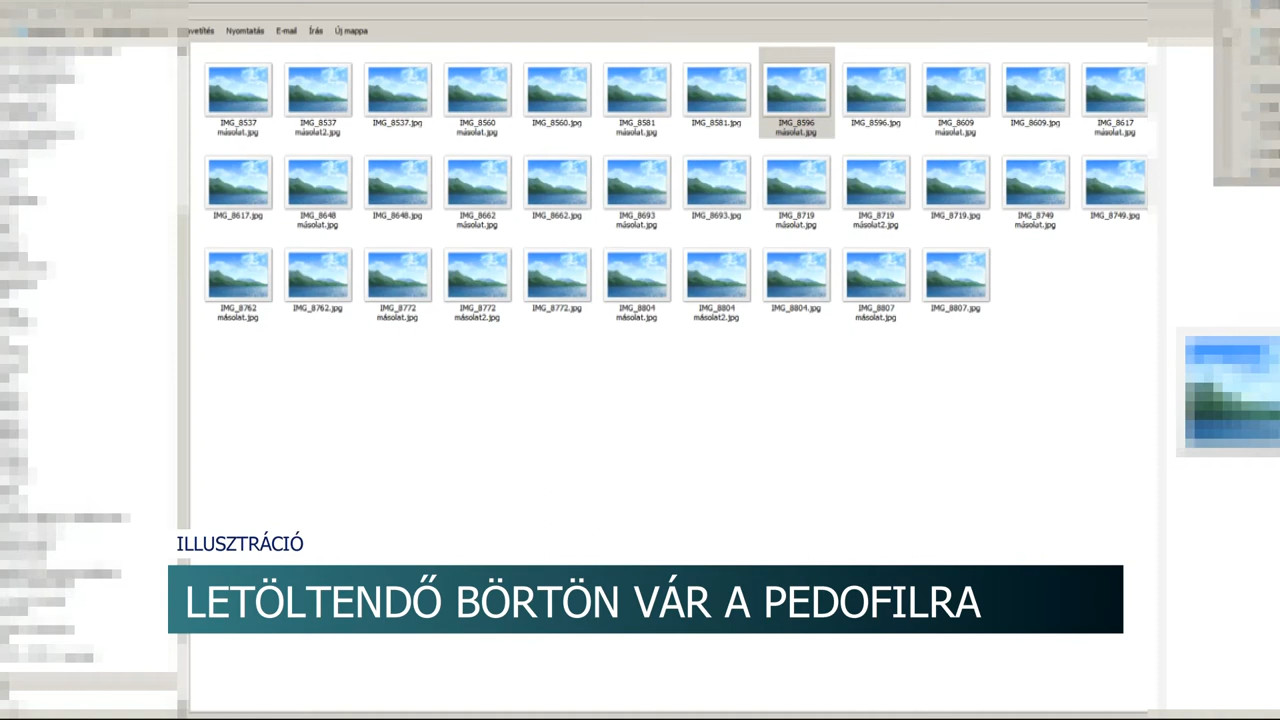 Nyomtatás E-mail Írás Új mappa
IMG_8537 másolat.jpg
IMG_8537 másolat2.jpg
IMG_8537.jpg
IMG_8560 másolat.jpg
IMG_8560.jpg
IMG_8581 másolat.jpg
IMG_8581.jpg
IMG_8596 másolat.jpg
IMG_8596.jpg
IMG_8609 másolat.jpg
IMG_8609.jpg
IMG_8617 másolat.jpg
IMG_8617.jpg
IMG_8648 másolat.jpg
IMG_8648.jpg
IMG_8662 másolat.jpg
IMG_8662.jpg
IMG_8693 másolat.jpg
IMG_8693.jpg
IMG_8719 másolat.jpg
IMG_8719 másolat2.jpg
IMG_8719.jpg
IMG_8749 másolat.jpg
IMG_8749.jpg
IMG_8762 másolat.jpg
IMG_8762.jpg
IMG_8772 másolat.jpg
IMG_8772 másolat2.jpg
IMG_8772.jpg
IMG_8804 másolat.jpg
IMG_8804 másolat2.jpg
IMG_8804.jpg
IMG_8807 másolat.jpg
IMG_8807.jpg
ILLUSZTRÁCIÓ
LETÖLTENDŐ BÖRTÖN VÁR A PEDOFILRA